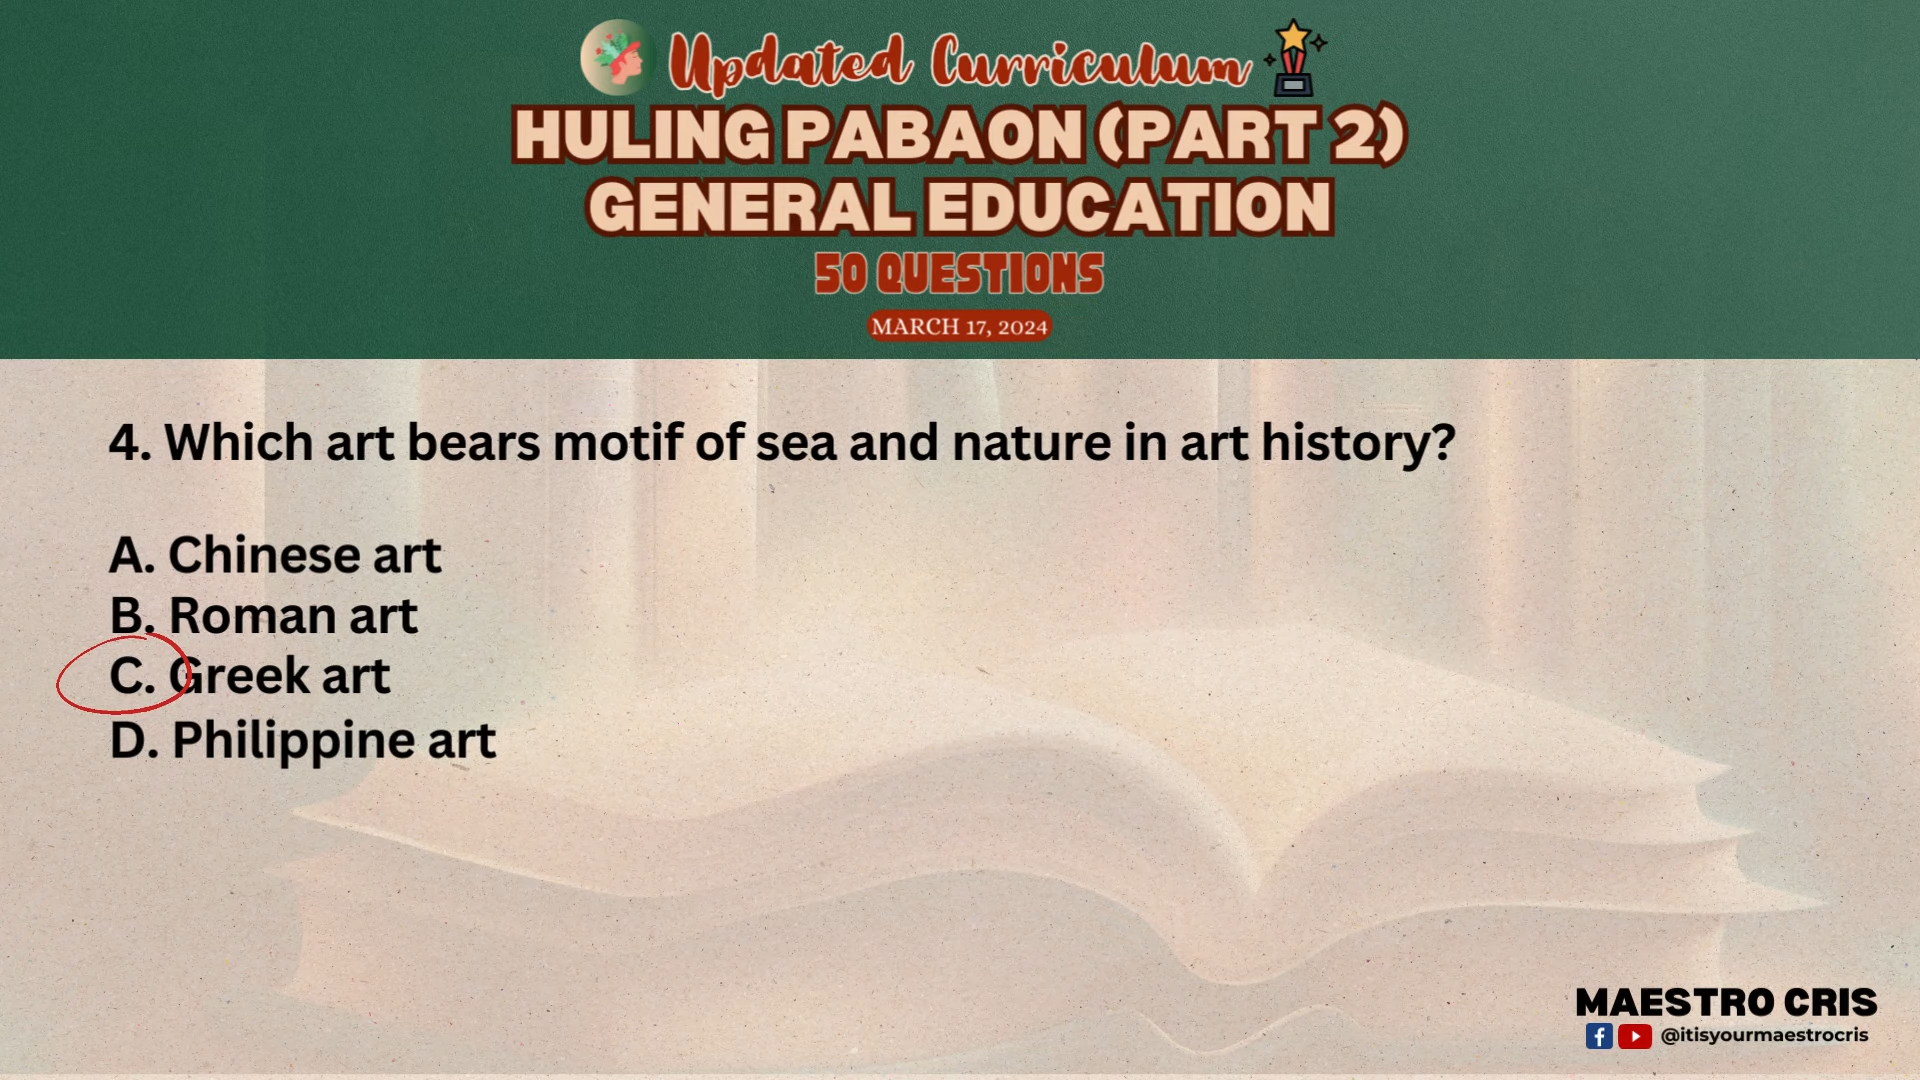 Updated Curriculum
HULING PABAON (PART 2)
GENERAL EDUCATION
50 QUESTIONS
MARCH 17, 2024
4. Which art bears motif of sea and nature in art history?
A. Chinese art
B. Roman art
C. Greek art
D. Philippine art
MAESTRO CRIS
@itisyourmaestrocris